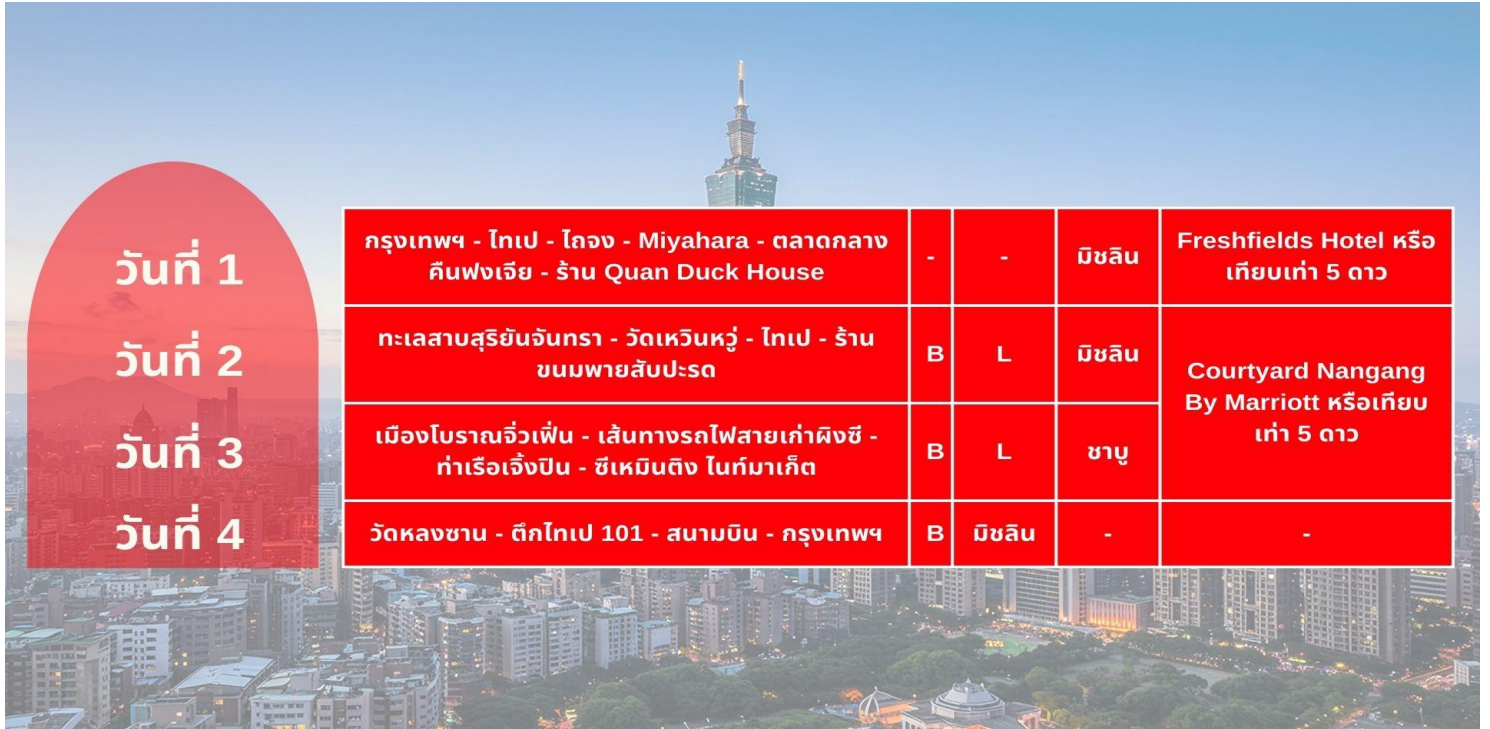 วันที่ 1
กรุงเทพฯ - ไทเป - ไถจง - Miyahara - ตลาดกลาง
คืนฟงเจีย - ร้าน Quan Duck House
-
-
มิชลิน
Freshfields Hotel หรือ
เทียบเท่า 5 ดาว
วันที่ 2
ทะเลสาบสุริยันจันทรา - วัดเหวินหวู่ - ไทเป - ร้าน
ขนมพายสับปะรด
B
L
มิชลิน
Courtyard Nangang
By Marriott หรือเทียบ
เท่า 5 ดาว
วันที่ 3
เมืองโบราณจิ่วเฟิ่น - เส้นทางรถไฟสายเก่าผิงซี -
ท่าเรือเจิ้งปิน - ซีเหมินติง ไนท์มาเก็ต
B
L
ชาบู
วันที่ 4
วัดหลงซาน - ตึกไทเป 101 - สนามบิน - กรุงเทพฯ
B
มิชลิน
-
-